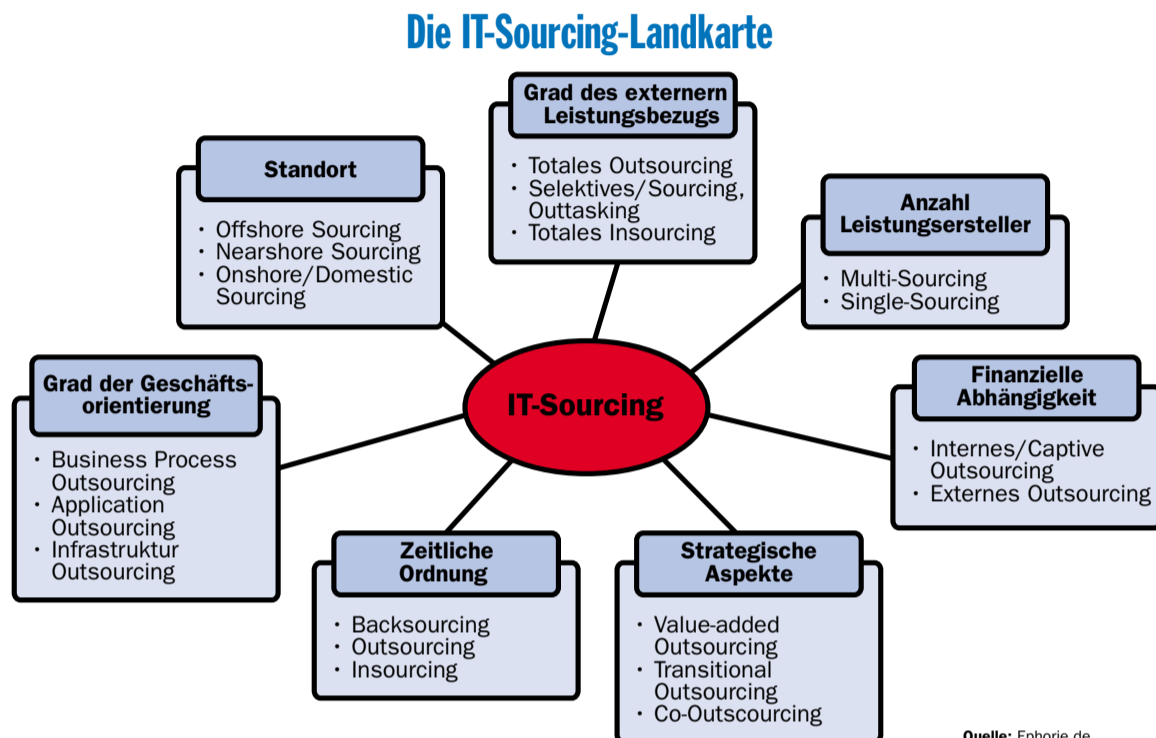 Die IT-Sourcing-Landkarte
Grad des externern
Leistungsbezugs
· Totales Outsourcing
· Selektives/Sourcing,
Outtasking
· Totales Insourcing
Standort
· Offshore Sourcing
· Nearshore Sourcing
· Onshore/Domestic
Sourcing
Anzahl
Leistungsersteller
· Multi-Sourcing
· Single-Sourcing
Grad der Geschäfts-
orientierung
· Business Process
Outsourcing
· Application
Outsourcing
· Infrastruktur
Outsourcing
IT-Sourcing
Finanzielle
Abhängigkeit
· Internes/Captive
Outsourcing
· Externes Outsourcing
Zeitliche
Ordnung
· Backsourcing
· Outsourcing
· Insourcing
Strategische
Aspekte
· Value-added
Outsourcing
· Transitional
Outsourcing
· Co-Outscourcing
Quelle: Ephorie.de